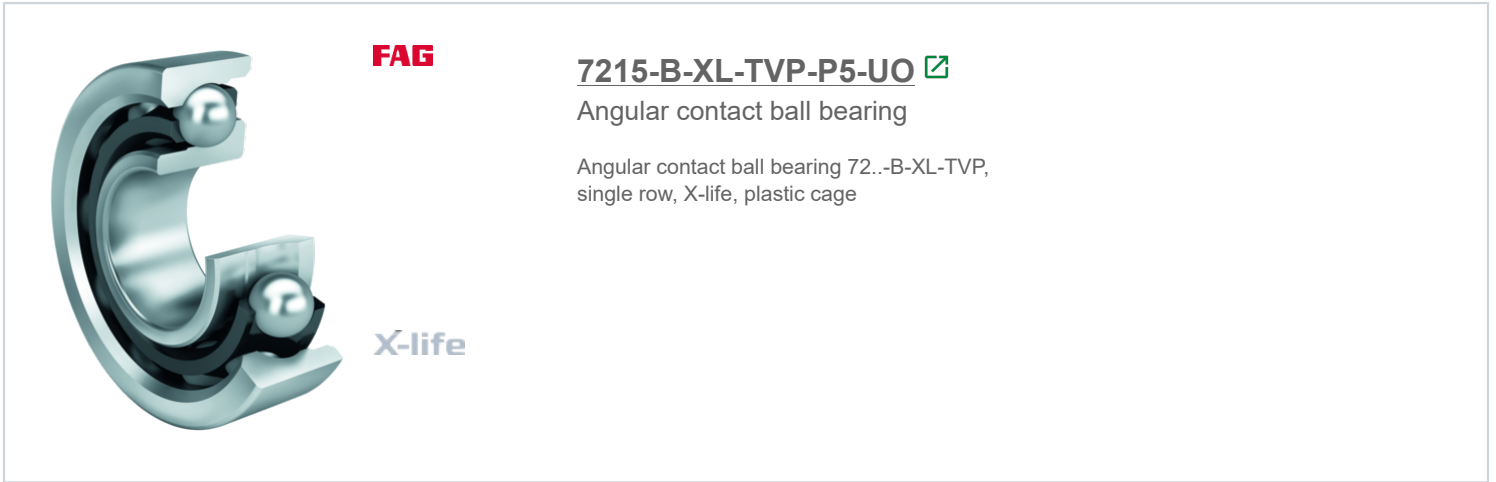 FAG
7215-B-XL-TVP-P5-UO
Angular contact ball bearing
Angular contact ball bearing 72..-B-XL-TVP,
single row, X-life, plastic cage
X-life